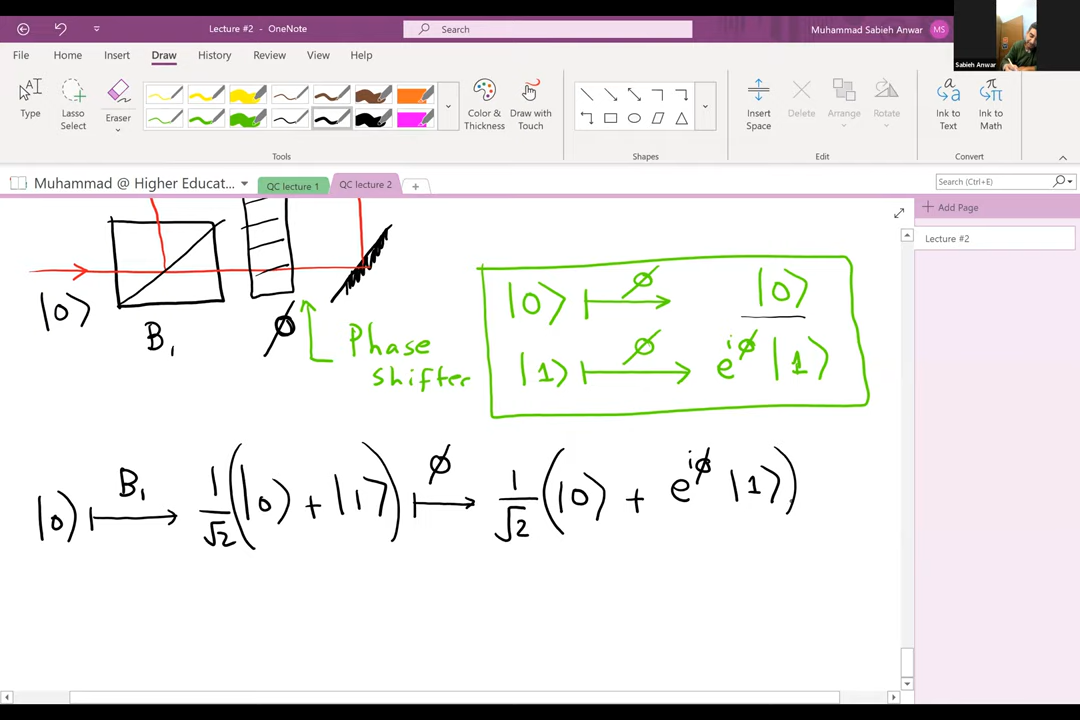 Lecture #2 - OneNote
Search
Muhammad Sabieh Anwar
MS
Sabieh Anwar
File Home Insert Draw History Review View Help
Type
Lasso Select
Eraser
Color & Thickness
Draw with Touch
Insert Space
Delete
Arrange
Rotate
Ink to Text
Ink to Math
Tools
Shapes
Edit
Convert
Muhammad @ Higher Educat...
QC lecture 1
QC lecture 2
Search (Ctrl+E)
Add Page
Lecture #2
|0⟩
B₁
ϕ
Phase shifter
|0⟩ ⟼ϕ |0⟩
|1⟩ ⟼ϕ e^{iϕ} |1⟩
|0⟩ ⟼B₁ 1/√2 (|0⟩ + |1⟩) ⟼ϕ 1/√2 (|0⟩ + e^{iϕ} |1⟩)